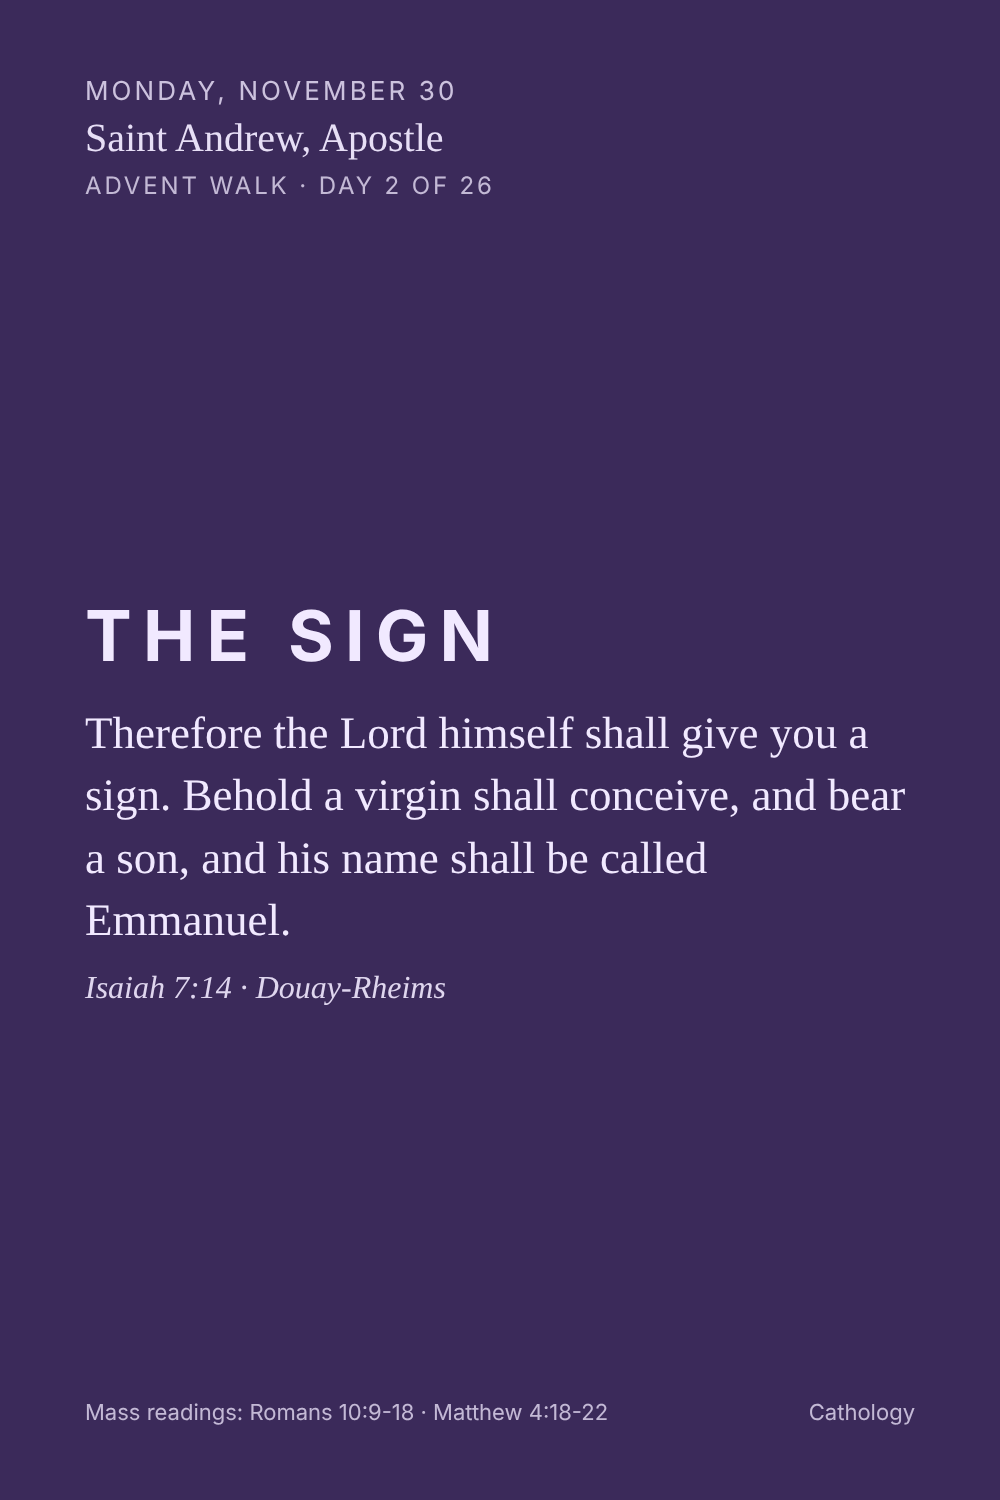 MONDAY, NOVEMBER 30
Saint Andrew, Apostle
ADVENT WALK · DAY 2 OF 26
THE SIGN
Therefore the Lord himself shall give you a
sign. Behold a virgin shall conceive, and bear
a son, and his name shall be called
Emmanuel.
Isaiah 7:14 · Douay-Rheims
Mass readings: Romans 10:9-18 · Matthew 4:18-22
Cathology